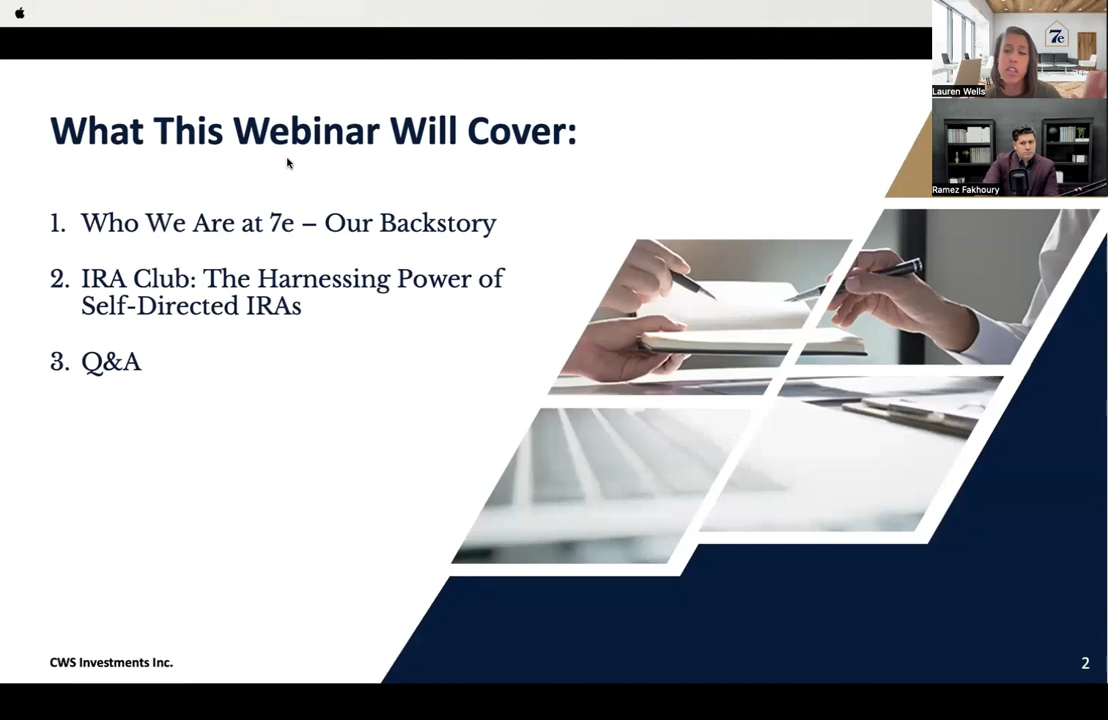 7e
Lauren Wells
Ramez Fakhoury
What This Webinar Will Cover:
1. Who We Are at 7e – Our Backstory
2. IRA Club: The Harnessing Power of
Self-Directed IRAs
3. Q&A
CWS Investments Inc.
2